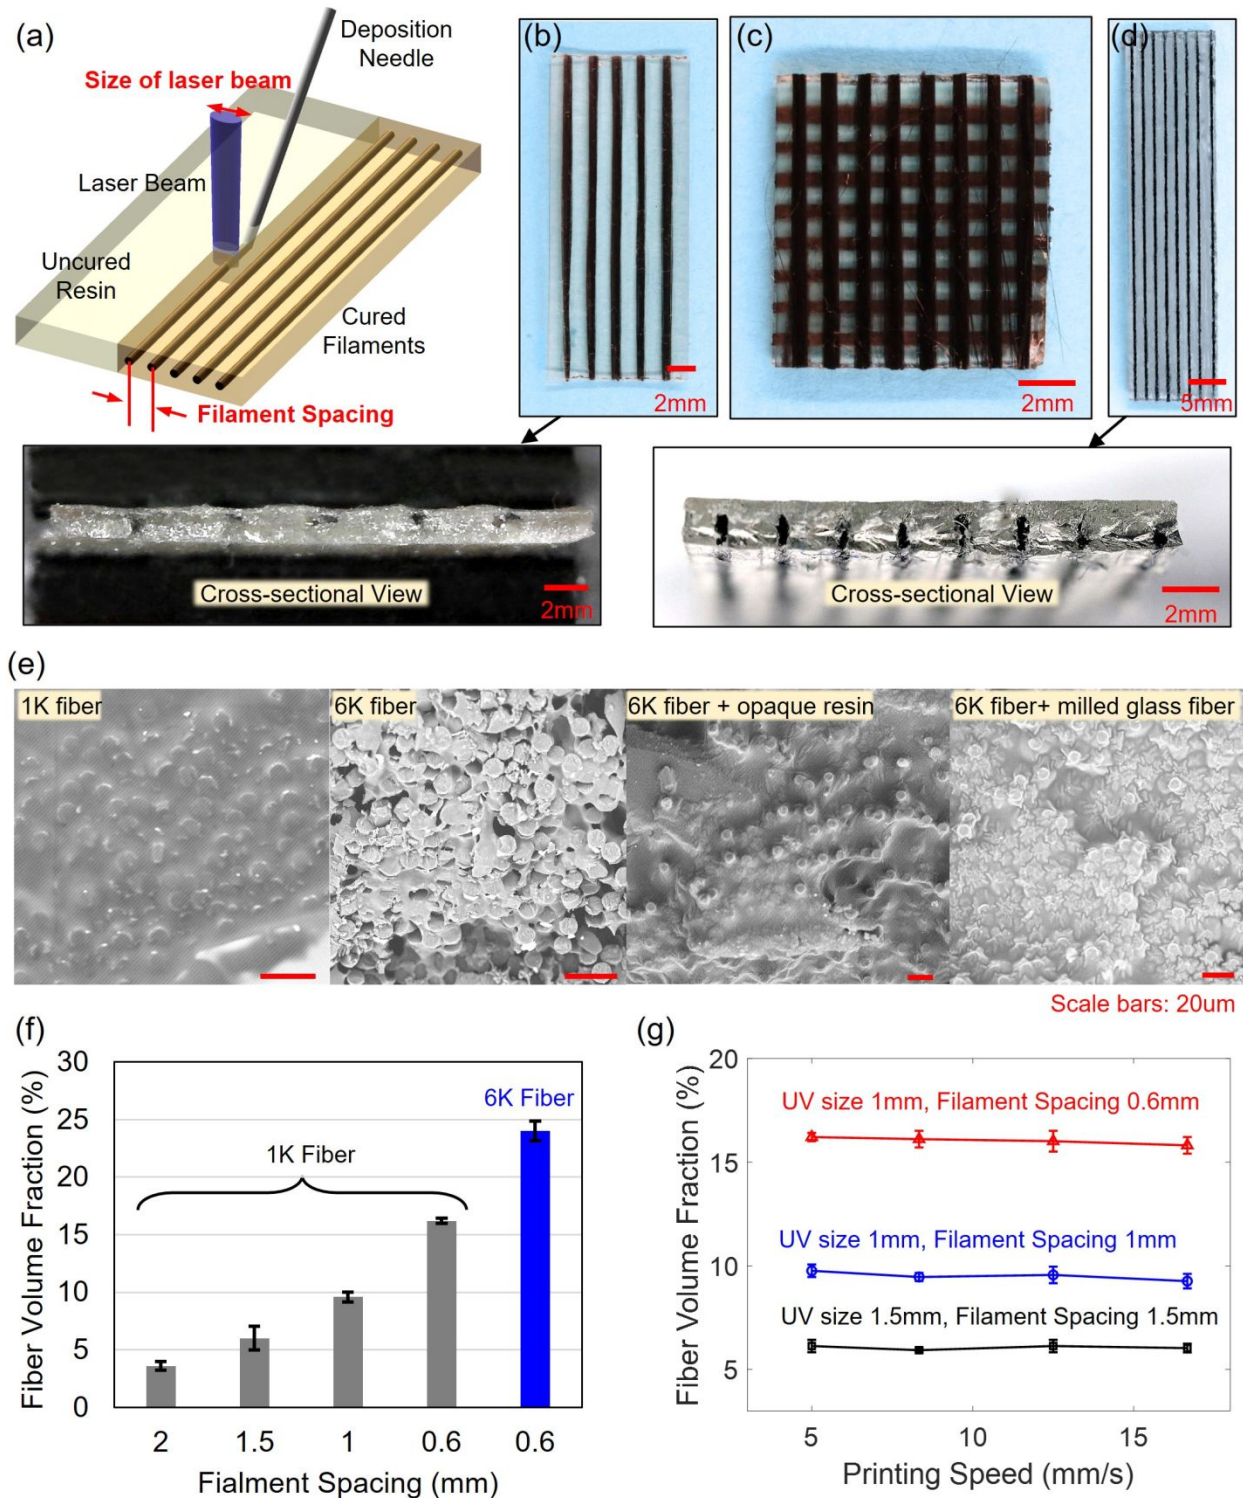 (a)
Deposition
Needle
Size of laser beam
Laser Beam
Uncured
Resin
Cured
Filaments
Filament Spacing
(b)
2mm
(c)
2mm
(d)
5mm
Cross-sectional View
2mm
Cross-sectional View
2mm
(e)
1K fiber
6K fiber
6K fiber + opaque resin
6K fiber+ milled glass fiber
Scale bars: 20um
(f)
Fiber Volume Fraction (%)
30
25
20
15
10
5
0
6K Fiber
1K Fiber
2 1.5 1 0.6 0.6
Fialment Spacing (mm)
(g)
Fiber Volume Fraction (%)
20
15
10
5
UV size 1mm, Filament Spacing 0.6mm
UV size 1mm, Filament Spacing 1mm
UV size 1.5mm, Filament Spacing 1.5mm
5 10 15
Printing Speed (mm/s)